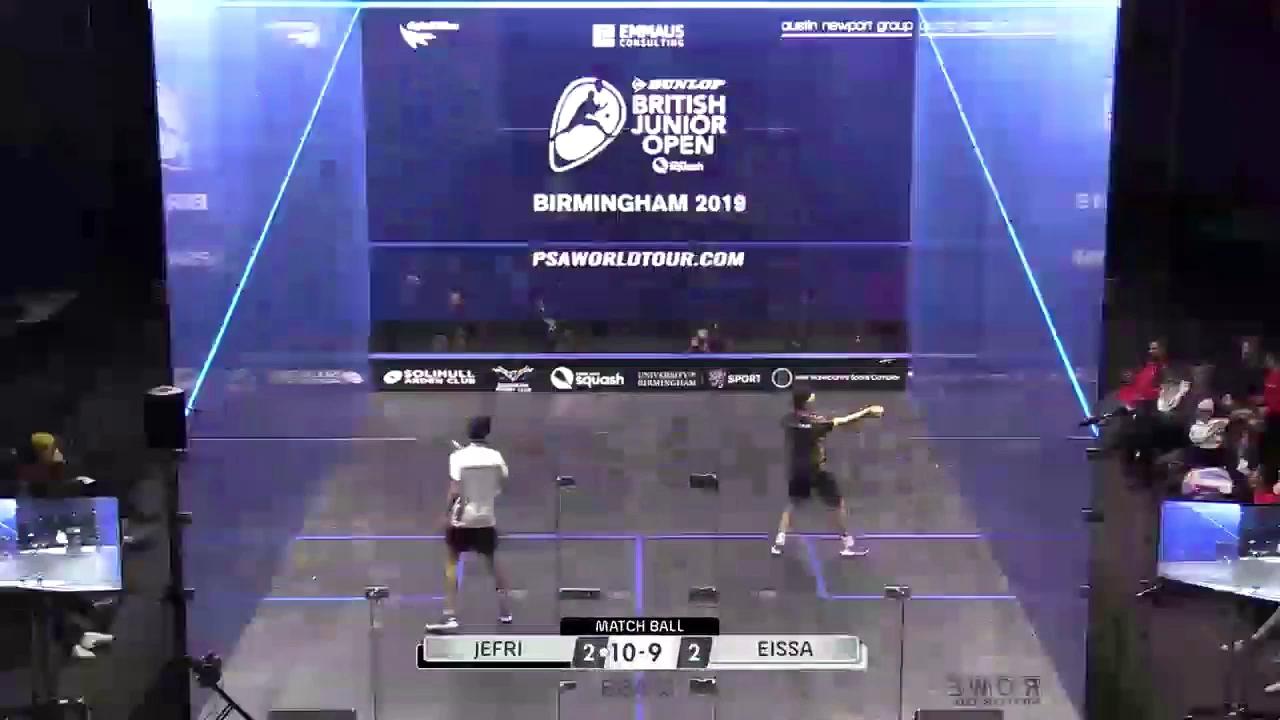 EMMAUS
CONSULTING
austin newport group
DUNLOP
BRITISH
JUNIOR
OPEN
BIRMINGHAM 2019
PSAWORLDTOUR.COM
SOLIHULL
ARDEN CLUB
squash
UNIVERSITY OF
BIRMINGHAM
SPORT
MATCH BALL
JEFRI 2 10-9 2 EISSA